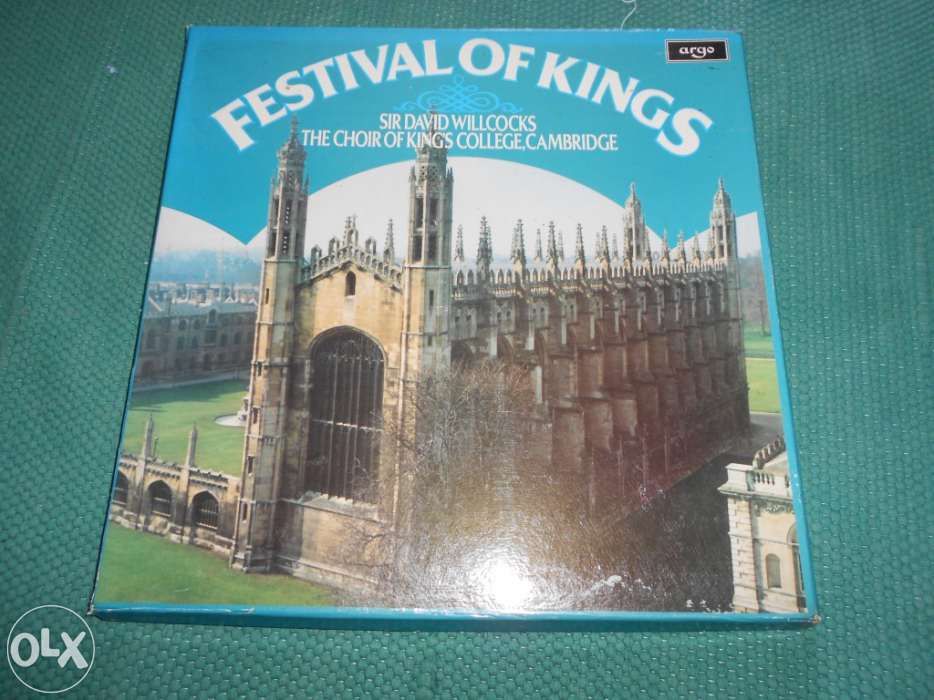 argo
FESTIVAL OF KINGS
SIR DAVID WILLCOCKS
THE CHOIR OF KING'S COLLEGE, CAMBRIDGE
OLX